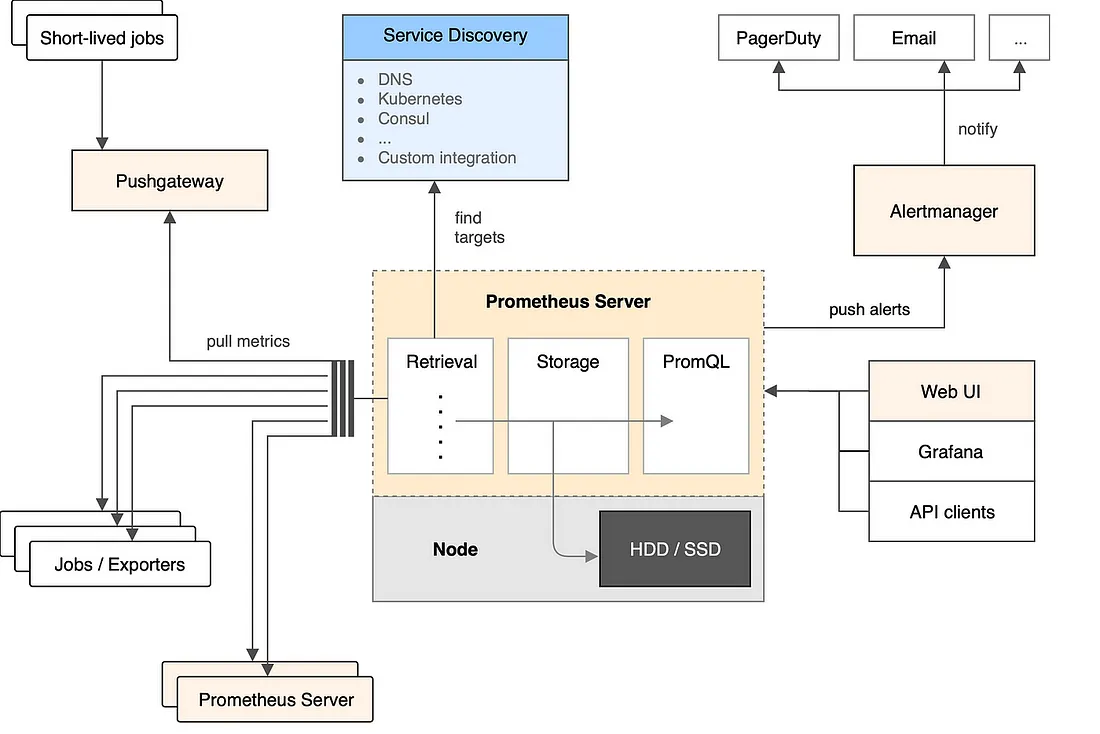 Short-lived jobs
Service Discovery
DNS
Kubernetes
Consul
...
Custom integration
PagerDuty
Email
...
notify
Pushgateway
find
targets
Alertmanager
Prometheus Server
push alerts
pull metrics
Retrieval
Storage
PromQL
Web UI
Grafana
API clients
Jobs / Exporters
Node
HDD / SSD
Prometheus Server